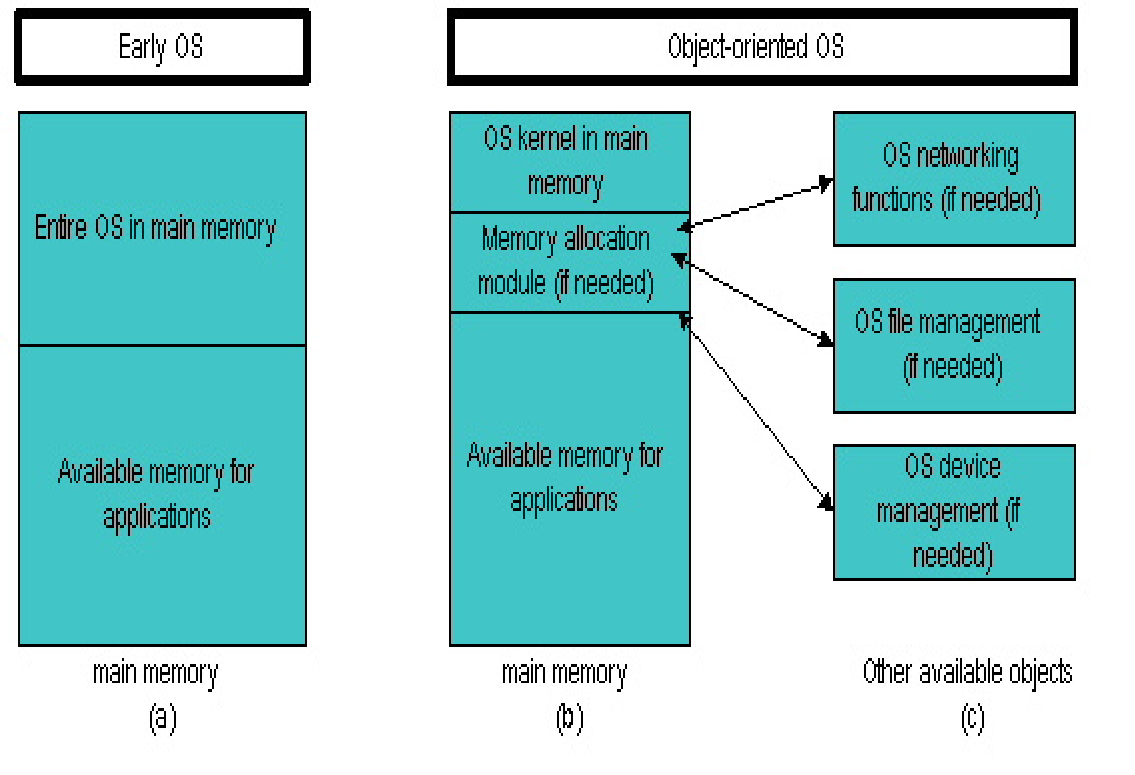 Early OS
Object-oriented OS
Entire OS in main memory
Available memory for
applications
main memory
(a)
OS kernel in main
memory
Memory allocation
module (if needed)
Available memory for
applications
main memory
(b)
OS networking
functions (if needed)
OS file management
(if needed)
OS device
management (if
needed)
Other available objects
(c)